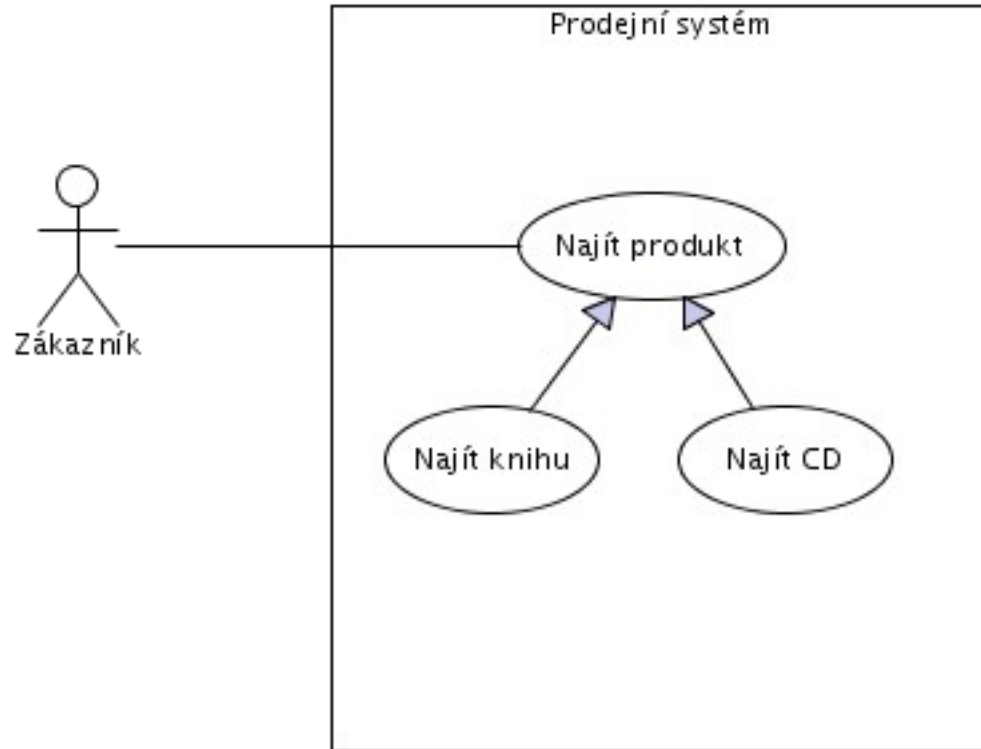 Prodejní systém
Najít produkt
Zákazník
Najít knihu
Najít CD